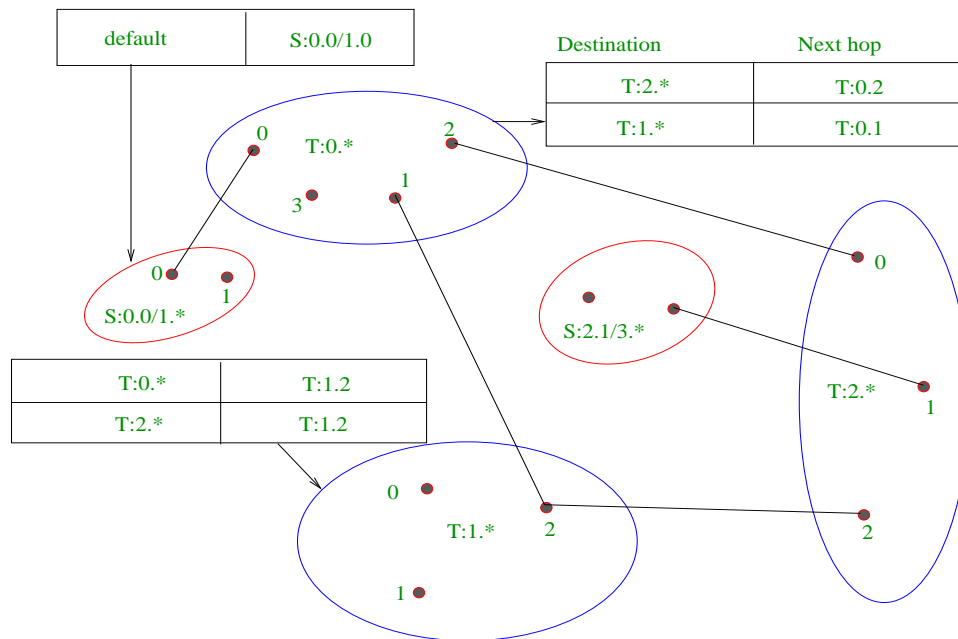 default S:0.0/1.0
Destination Next hop
T:2.* T:0.2
T:1.* T:0.1
0
T:0.*
2
3
1
0
1
S:0.0/1.*
S:2.1/3.*
0
T:2.*
1
2
T:0.* T:1.2
T:2.* T:1.2
0
T:1.*
2
1